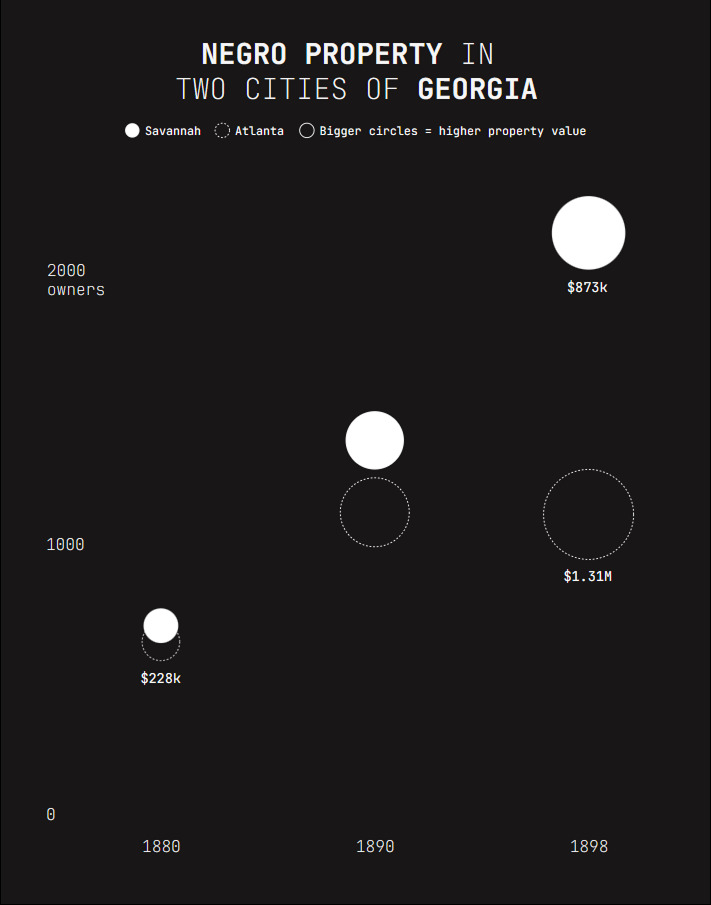 NEGRO PROPERTY IN
TWO CITIES OF GEORGIA
Savannah Atlanta Bigger circles = higher property value
$873k
2000
owners
1000
$1.31M
$228k
0
1880 1890 1898